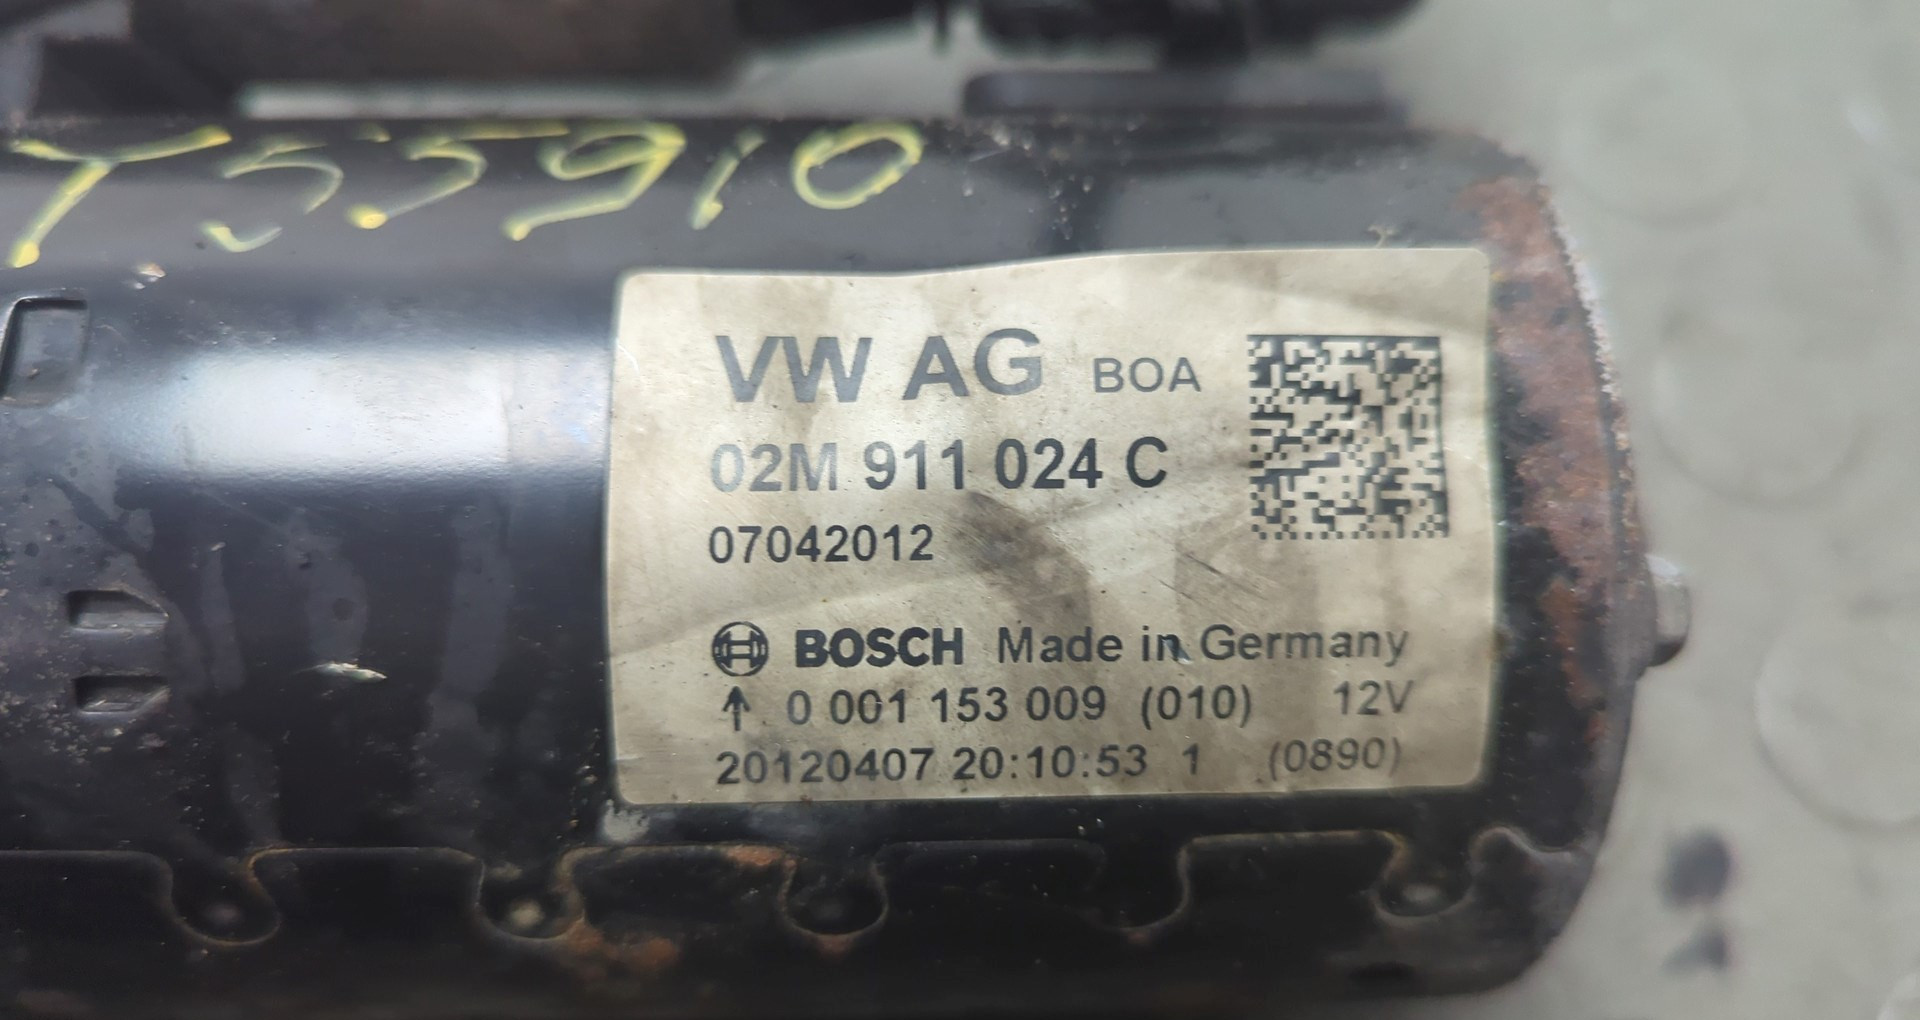 T55910
VW AG BOA
02M 911 024 C
07042012
BOSCH Made in Germany
↑ 0 001 153 009 (010) 12V
20120407 20:10:53 1 (0890)